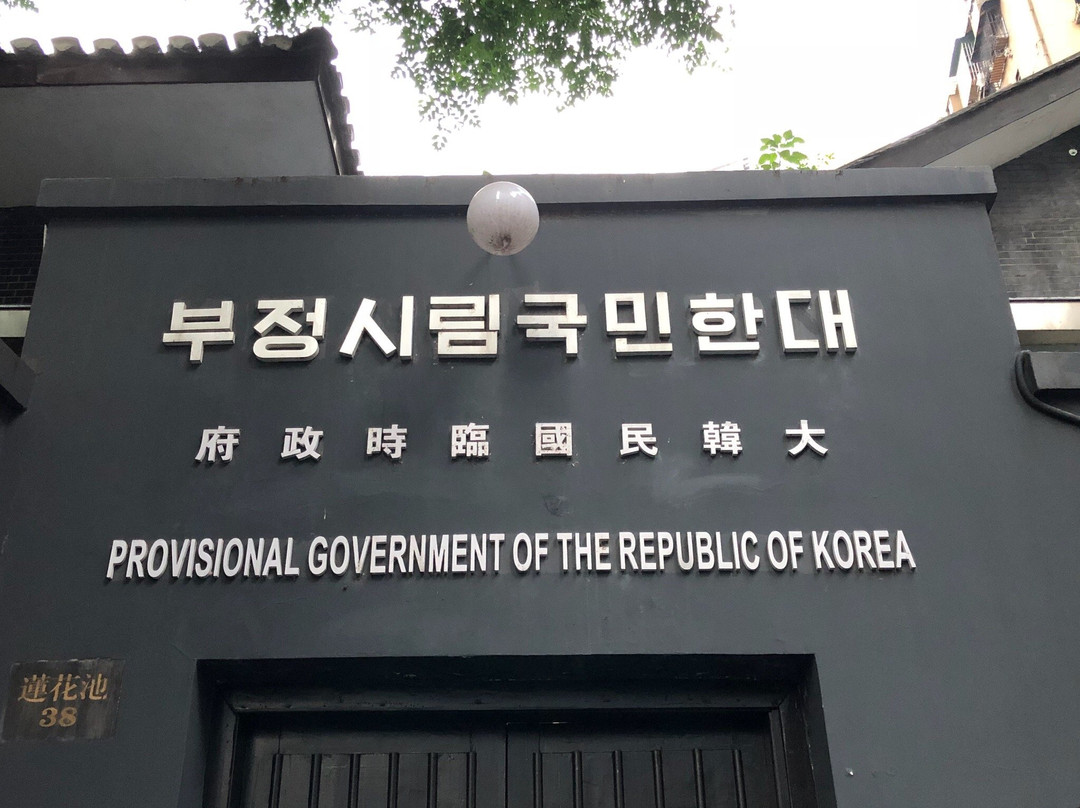 대한민국림시정부
大韓民國臨時政府
PROVISIONAL GOVERNMENT OF THE REPUBLIC OF KOREA
蓮花池
38